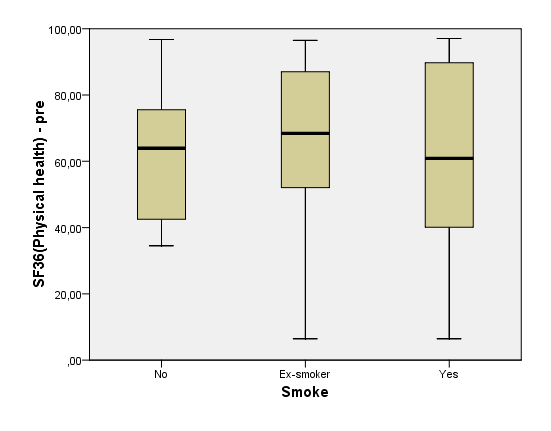 SF36(Physical health) - pre
100,00
80,00
60,00
40,00
20,00
,00
No Ex-smoker Yes
Smoke